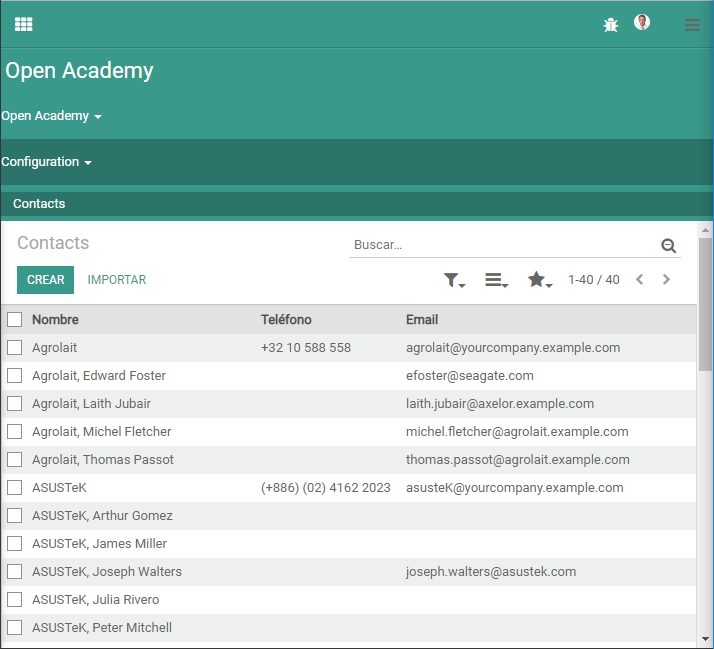 Open Academy
Open Academy
Configuration
Contacts
Contacts
Buscar...
CREAR IMPORTAR 1-40 / 40
Nombre Teléfono Email
Agrolait +32 10 588 558 agrolait@yourcompany.example.com
Agrolait, Edward Foster efoster@seagate.com
Agrolait, Laith Jubair laith.jubair@axelor.example.com
Agrolait, Michel Fletcher michel.fletcher@agrolait.example.com
Agrolait, Thomas Passot thomas.passot@agrolait.example.com
ASUSTeK (+886) (02) 4162 2023 asusteK@yourcompany.example.com
ASUSTeK, Arthur Gomez
ASUSTeK, James Miller
ASUSTeK, Joseph Walters joseph.walters@asustek.com
ASUSTeK, Julia Rivero
ASUSTeK, Peter Mitchell